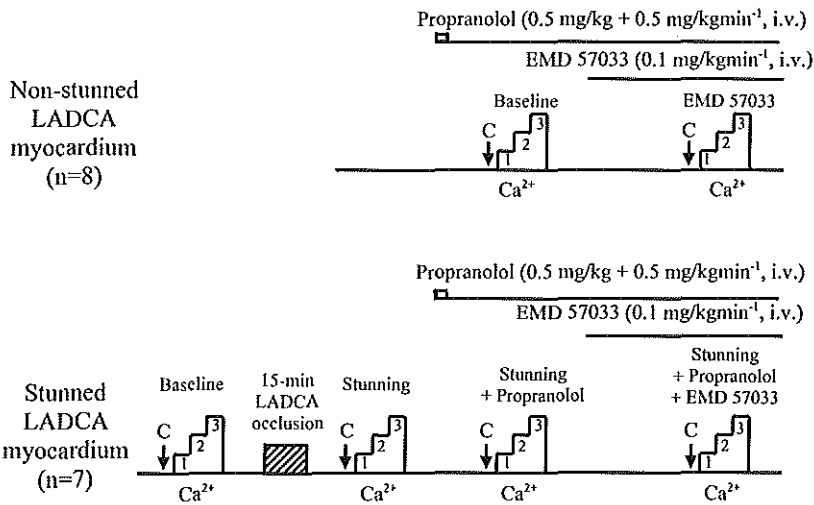 Propranolol (0.5 mg/kg + 0.5 mg/kgmin⁻¹, i.v.)
EMD 57033 (0.1 mg/kgmin⁻¹, i.v.)
Non-stunned
LADCA
myocardium
(n=8)
Baseline
EMD 57033
C
1
2
3
C
1
2
3
Ca²⁺
Ca²⁺
Propranolol (0.5 mg/kg + 0.5 mg/kgmin⁻¹, i.v.)
EMD 57033 (0.1 mg/kgmin⁻¹, i.v.)
Stunned
LADCA
myocardium
(n=7)
Baseline
15-min
LADCA
occlusion
Stunning
Stunning
+ Propranolol
Stunning
+ Propranolol
+ EMD 57033
C
1
2
3
C
1
2
3
C
1
2
3
C
1
2
3
Ca²⁺
Ca²⁺
Ca²⁺
Ca²⁺